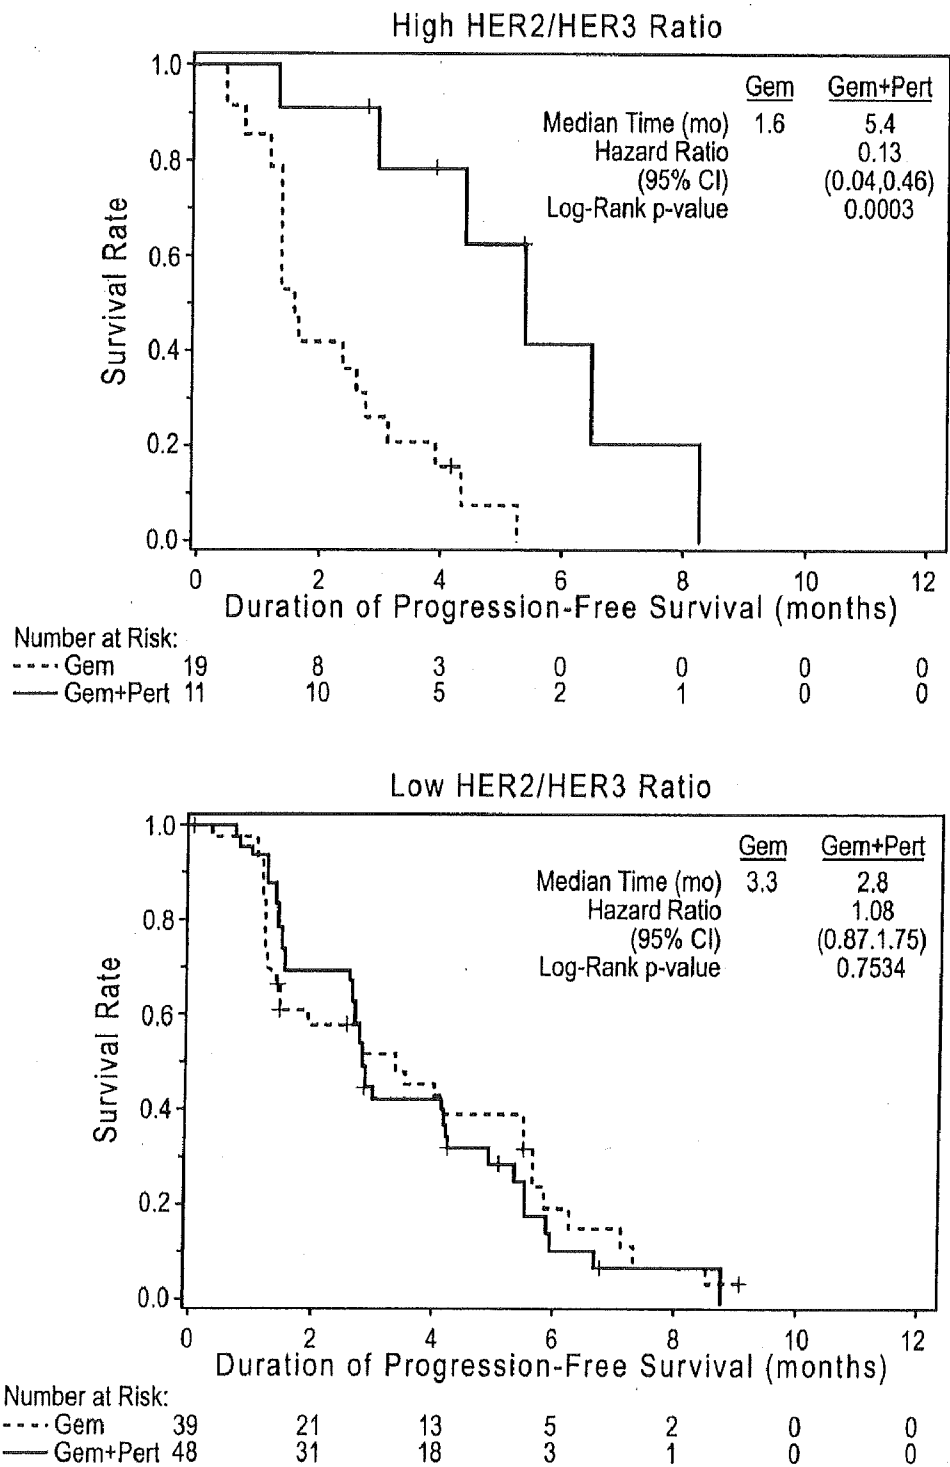 High HER2/HER3 Ratio
Gem Gem+Pert
Median Time (mo) 1.6 5.4
Hazard Ratio 0.13
(95% CI) (0.04,0.46)
Log-Rank p-value 0.0003
Survival Rate
1.0
0.8
0.6
0.4
0.2
0.0
0 2 4 6 8 10 12
Duration of Progression-Free Survival (months)
Number at Risk:
Gem 19 8 3 0 0 0 0
Gem+Pert 11 10 5 2 1 0 0
Low HER2/HER3 Ratio
Gem Gem+Pert
Median Time (mo) 3.3 2.8
Hazard Ratio 1.08
(95% CI) (0.87.1.75)
Log-Rank p-value 0.7534
Survival Rate
1.0
0.8
0.6
0.4
0.2
0.0
0 2 4 6 8 10 12
Duration of Progression-Free Survival (months)
Number at Risk:
Gem 39 21 13 5 2 0 0
Gem+Pert 48 31 18 3 1 0 0